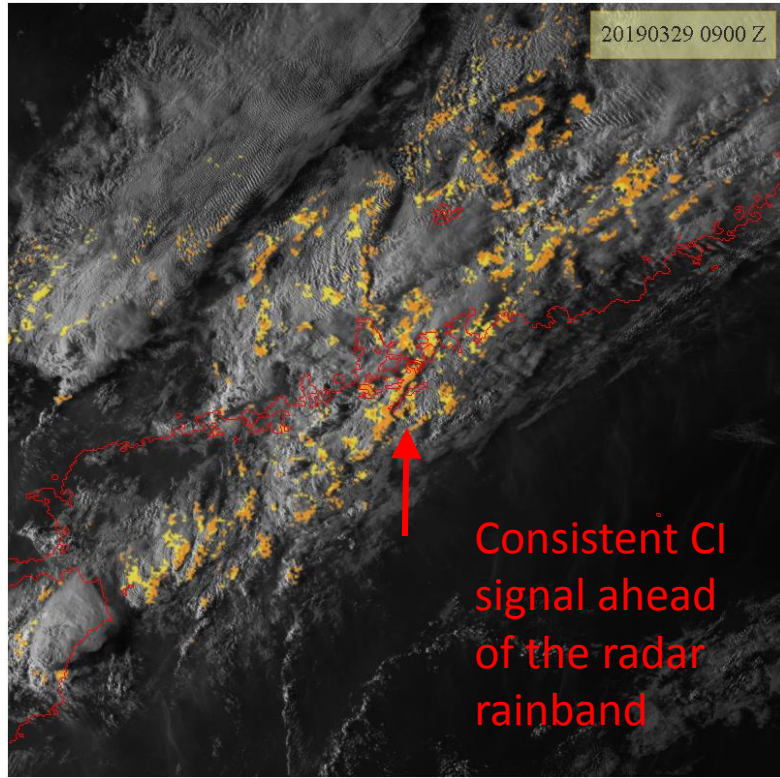 20190329 0900 Z
Consistent CI
signal ahead
of the radar
rainband